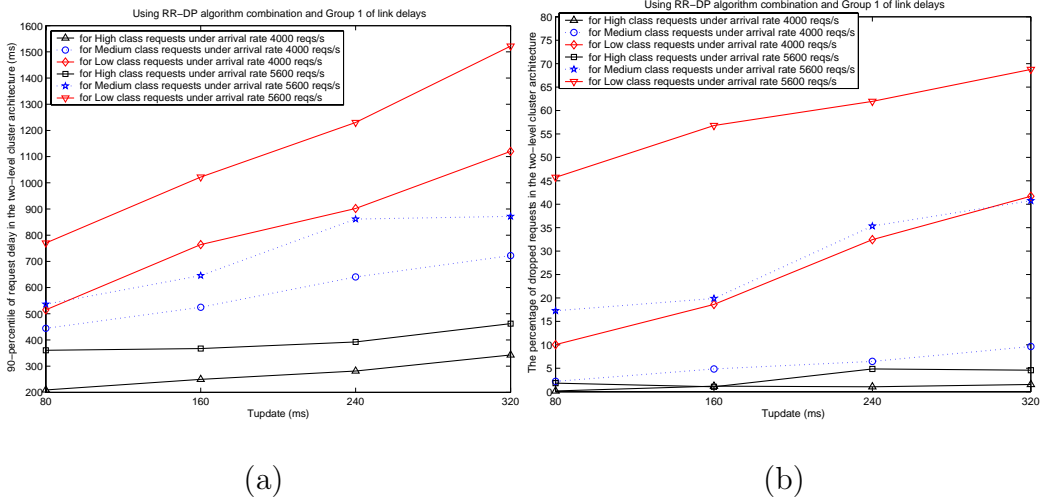 Using RR-DP algorithm combination and Group 1 of link delays
90-percentile of request delay in the two-level cluster architecture (ms)
1600
1500
1400
1300
1200
1100
1000
900
800
700
600
500
400
300
200
for High class requests under arrival rate 4000 reqs/s
for Medium class requests under arrival rate 4000 reqs/s
for Low class requests under arrival rate 4000 reqs/s
for High class requests under arrival rate 5600 reqs/s
for Medium class requests under arrival rate 5600 reqs/s
for Low class requests under arrival rate 5600 reqs/s
80 160 240 320
Tupdate (ms)
(a)
Using RR-DP algorithm combination and Group 1 of link delays
The percentage of dropped requests in the two-level cluster architecture
80
75
70
65
60
55
50
45
40
35
30
25
20
15
10
5
0
for High class requests under arrival rate 4000 reqs/s
for Medium class requests under arrival rate 4000 reqs/s
for Low class requests under arrival rate 4000 reqs/s
for High class requests under arrival rate 5600 reqs/s
for Medium class requests under arrival rate 5600 reqs/s
for Low class requests under arrival rate 5600 reqs/s
80 160 240 320
Tupdate (ms)
(b)